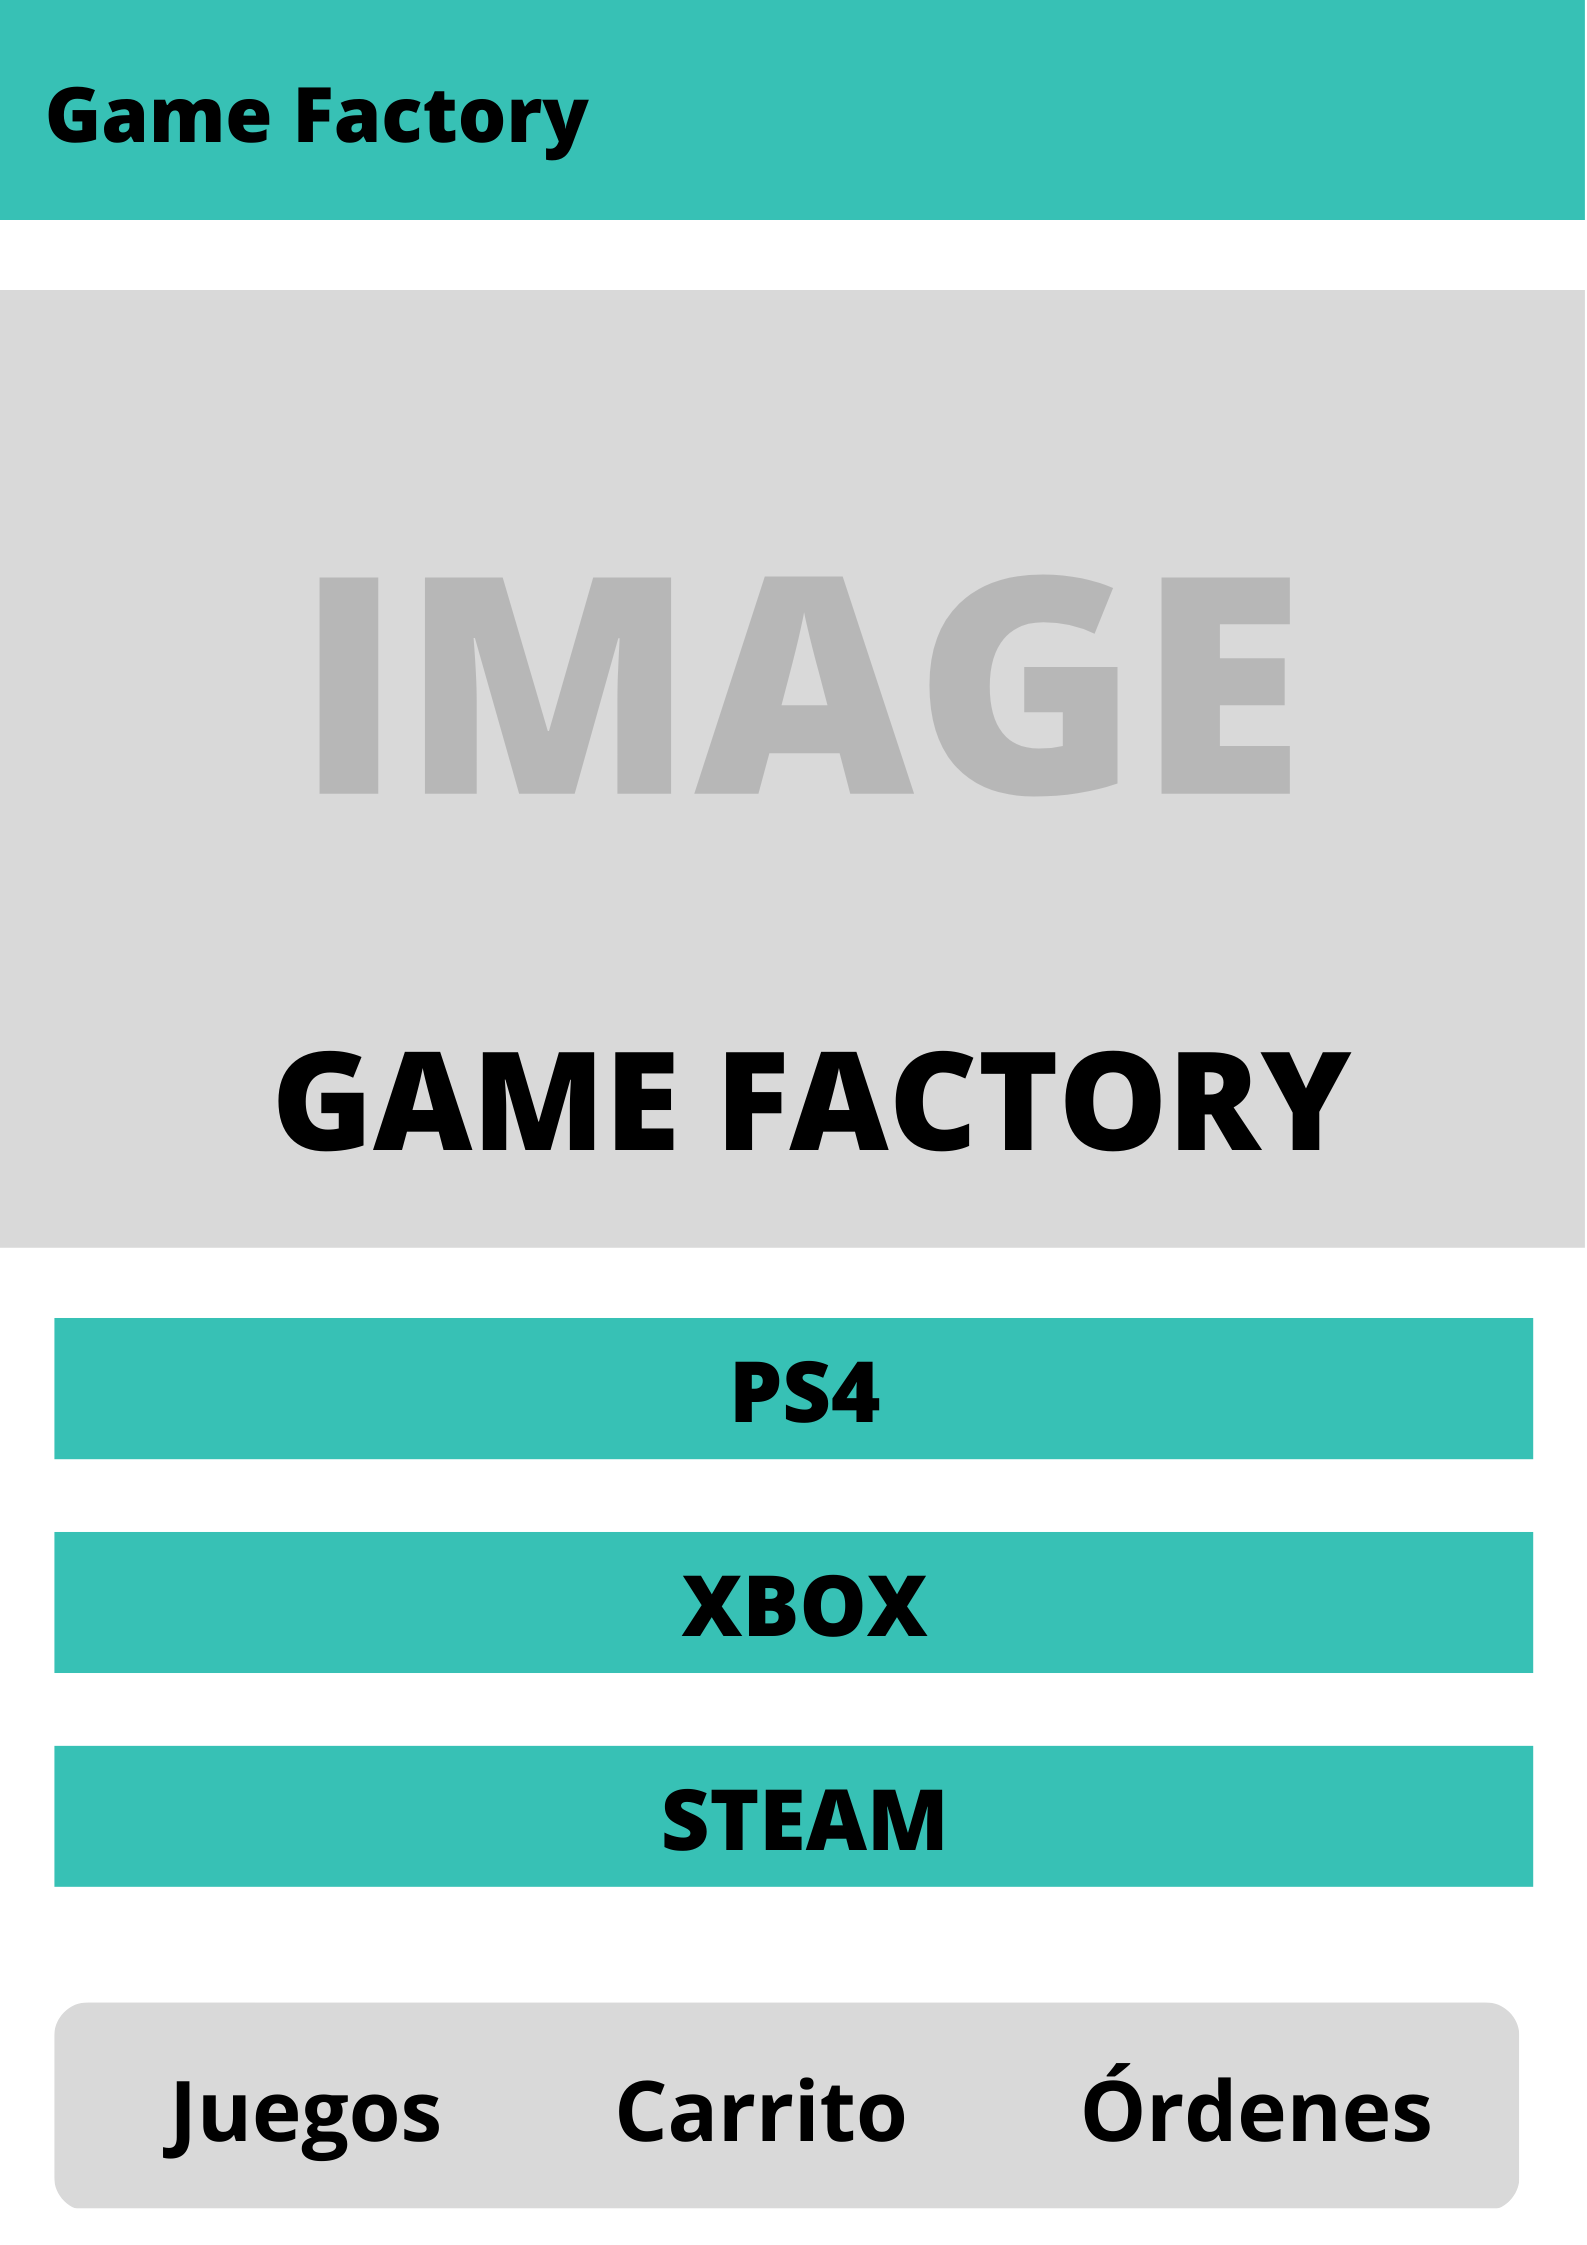 Game Factory
IMAGE
GAME FACTORY
PS4
XBOX
STEAM
Juegos Carrito Órdenes